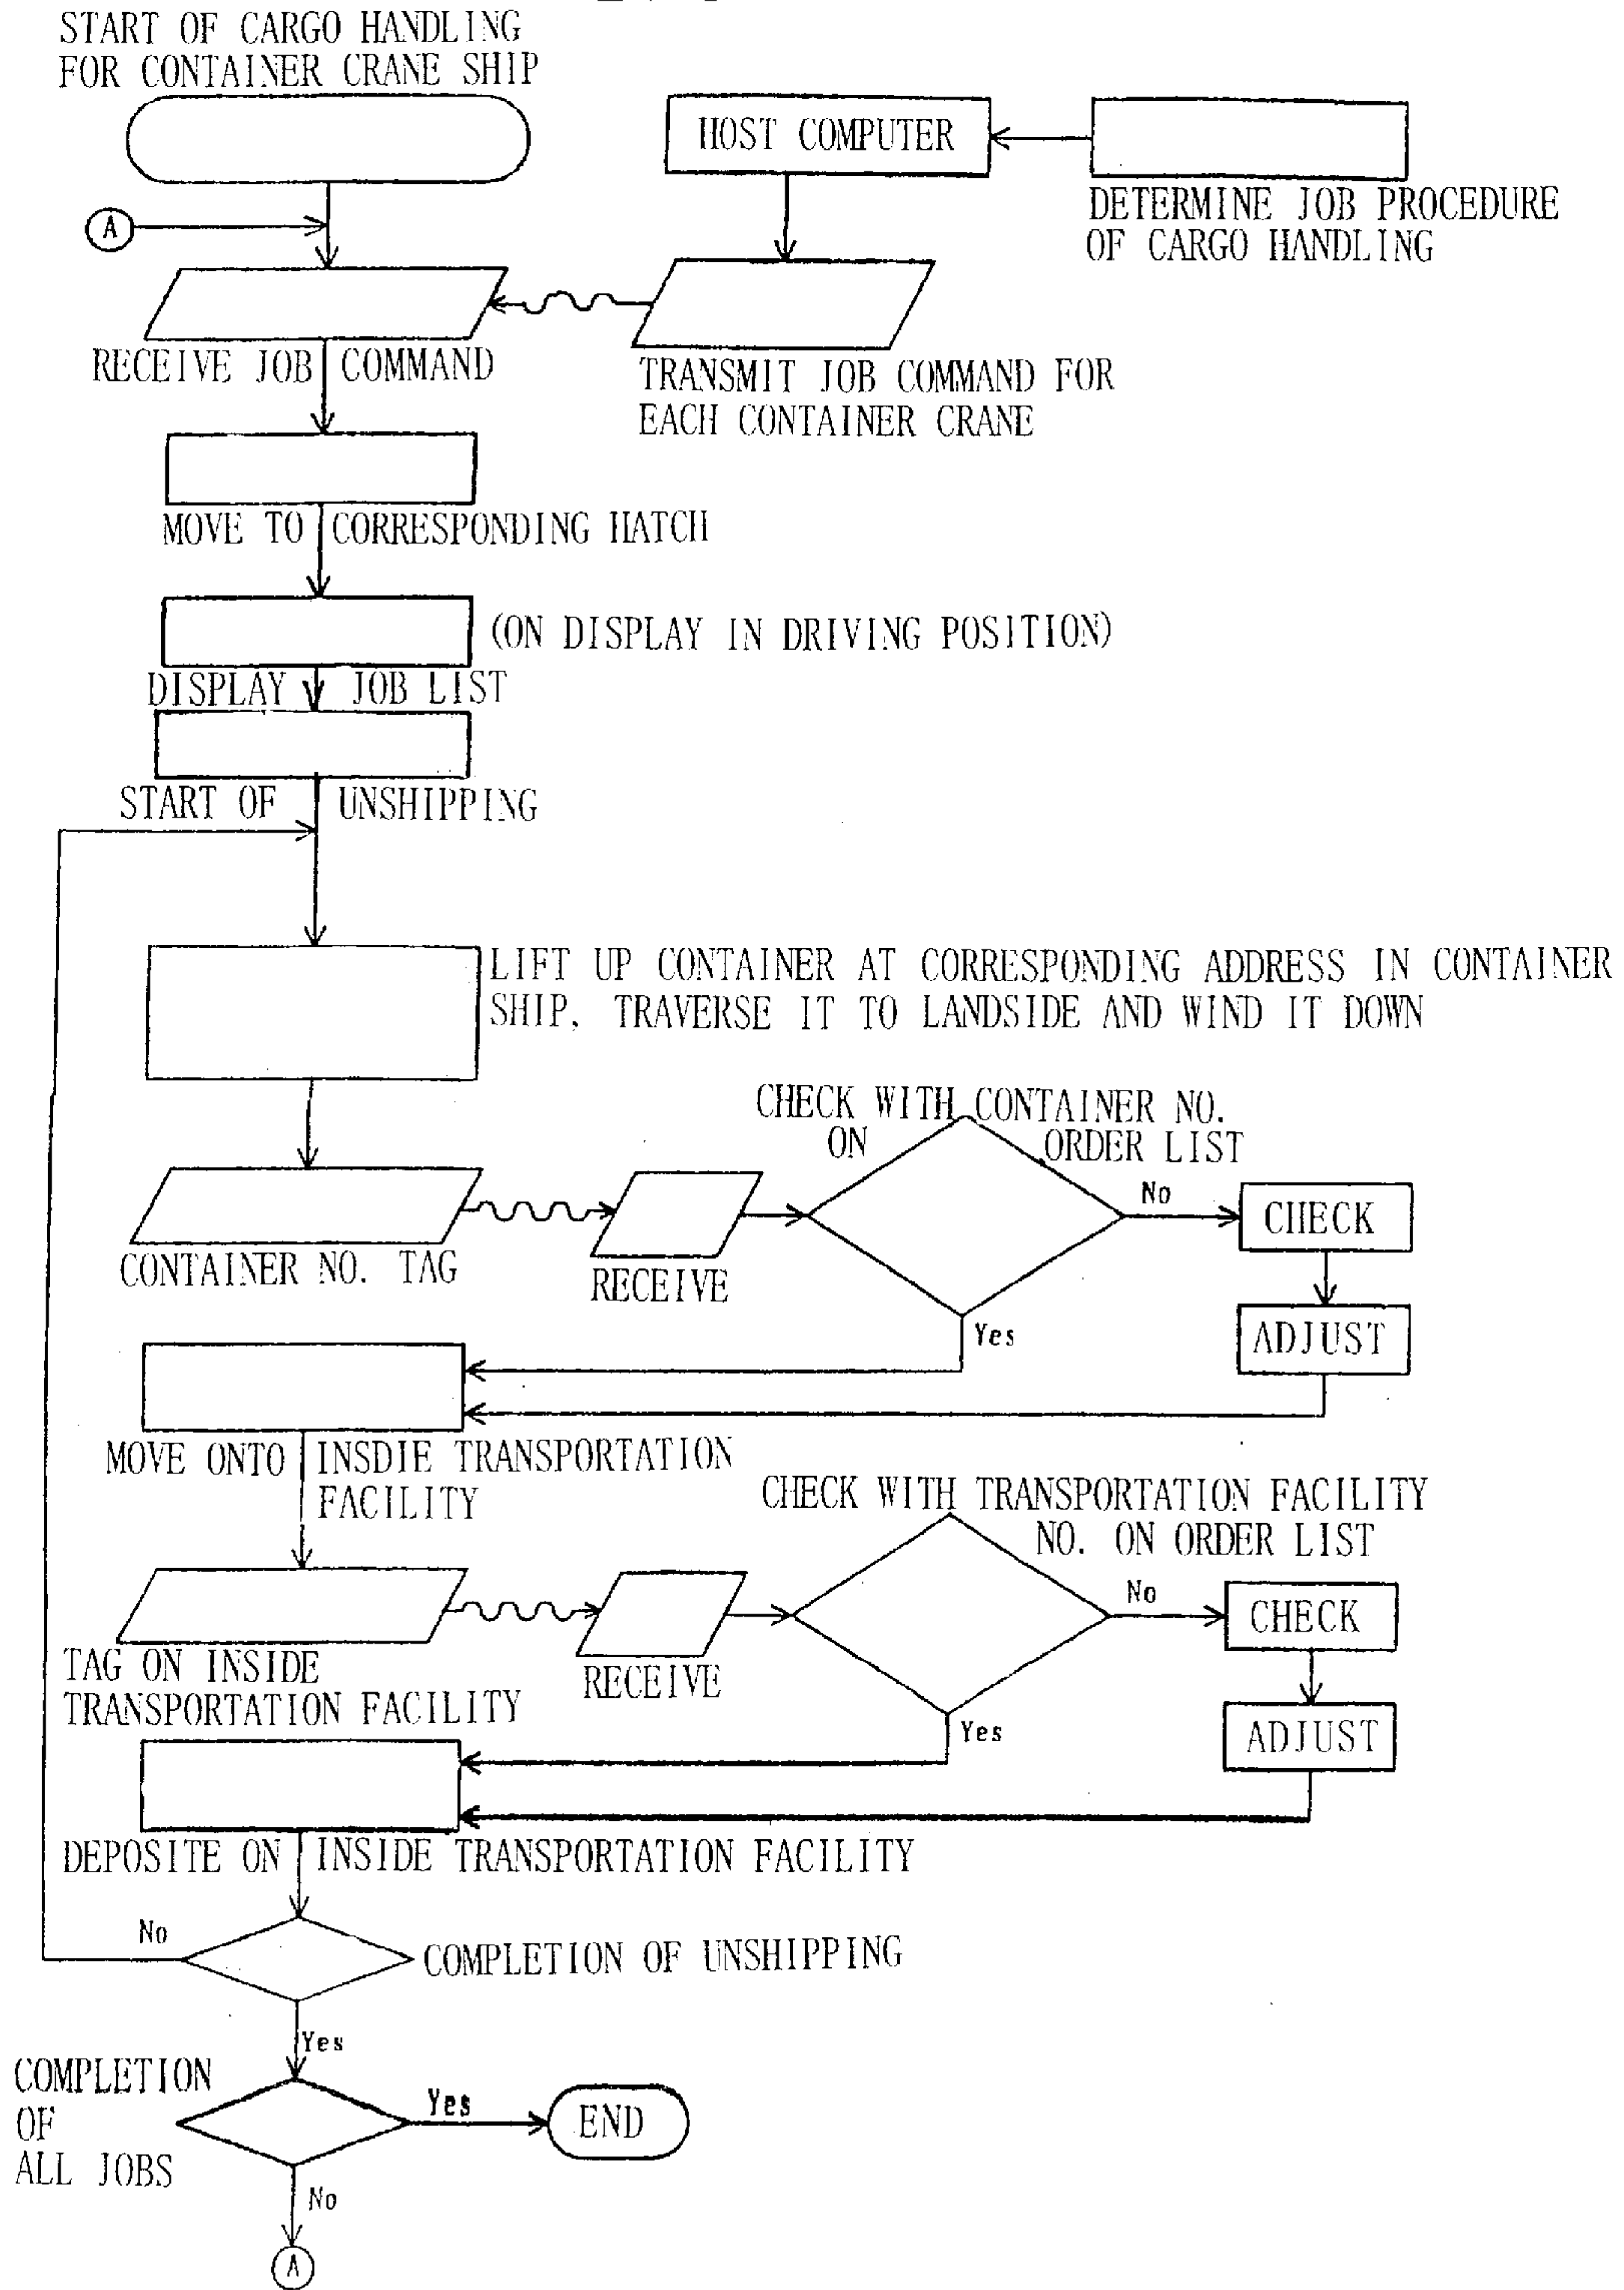 START OF CARGO HANDLING
FOR CONTAINER CRANE SHIP
HOST COMPUTER
DETERMINE JOB PROCEDURE
OF CARGO HANDLING
A
RECEIVE JOB COMMAND
TRANSMIT JOB COMMAND FOR
EACH CONTAINER CRANE
MOVE TO CORRESPONDING HATCH
(ON DISPLAY IN DRIVING POSITION)
DISPLAY JOB LIST
START OF UNSHIPPING
LIFT UP CONTAINER AT CORRESPONDING ADDRESS IN CONTAINER
SHIP, TRAVERSE IT TO LANDSIDE AND WIND IT DOWN
CHECK WITH CONTAINER NO.
ON ORDER LIST
No
CHECK
CONTAINER NO. TAG
RECEIVE
Yes
ADJUST
MOVE ONTO INSDIE TRANSPORTATION
FACILITY
CHECK WITH TRANSPORTATION FACILITY
NO. ON ORDER LIST
No
CHECK
TAG ON INSIDE
TRANSPORTATION FACILITY
RECEIVE
Yes
ADJUST
DEPOSITE ON INSIDE TRANSPORTATION FACILITY
No
COMPLETION OF UNSHIPPING
Yes
COMPLETION
OF
ALL JOBS
Yes
END
No
A